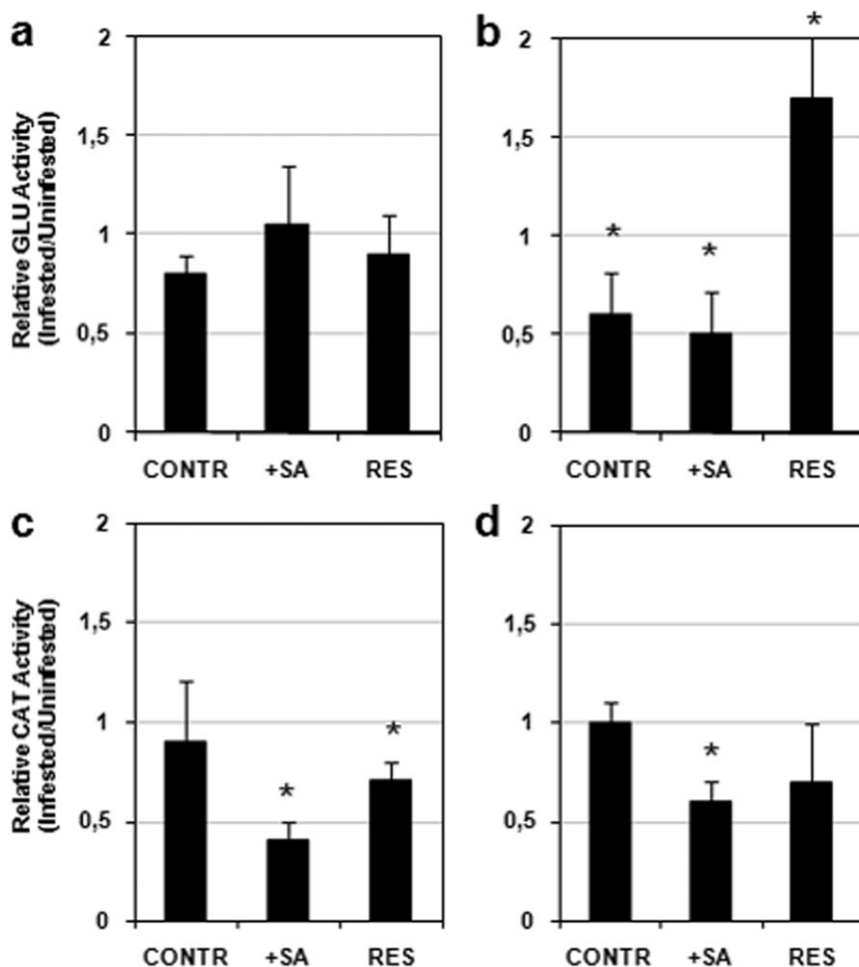 a
b
Relative GLU Activity
(Infested/Uninfested)
2
1,5
1
0,5
0
*
CONTR +SA RES
2
1,5
1
0,5
0
* * *
CONTR +SA RES
c
d
Relative CAT Activity
(Infested/Uninfested)
2
1,5
1
0,5
0
* *
CONTR +SA RES
2
1,5
1
0,5
0
*
CONTR +SA RES